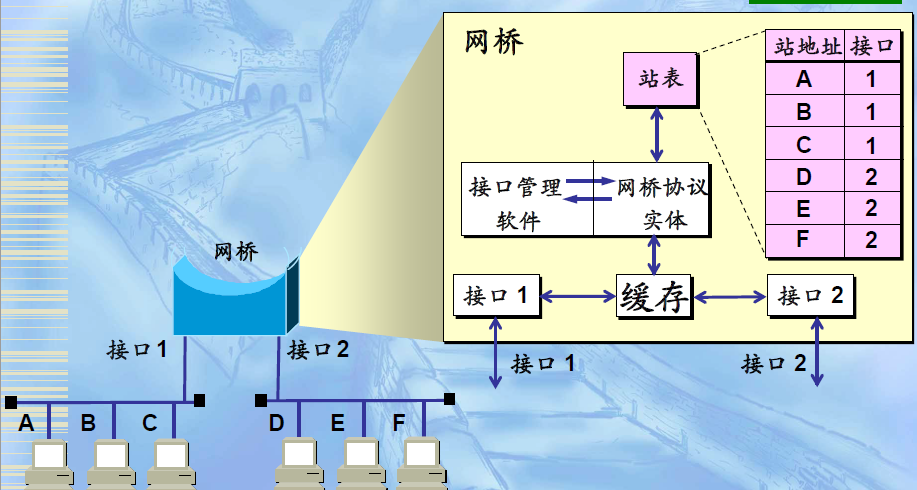 网桥
站表
站地址 接口
A 1
B 1
C 1
D 2
E 2
F 2
接口管理
软件
网桥协议
实体
接口 1
缓存
接口 2
接口 1
接口 2
网桥
接口 1
接口 2
A B C D E F